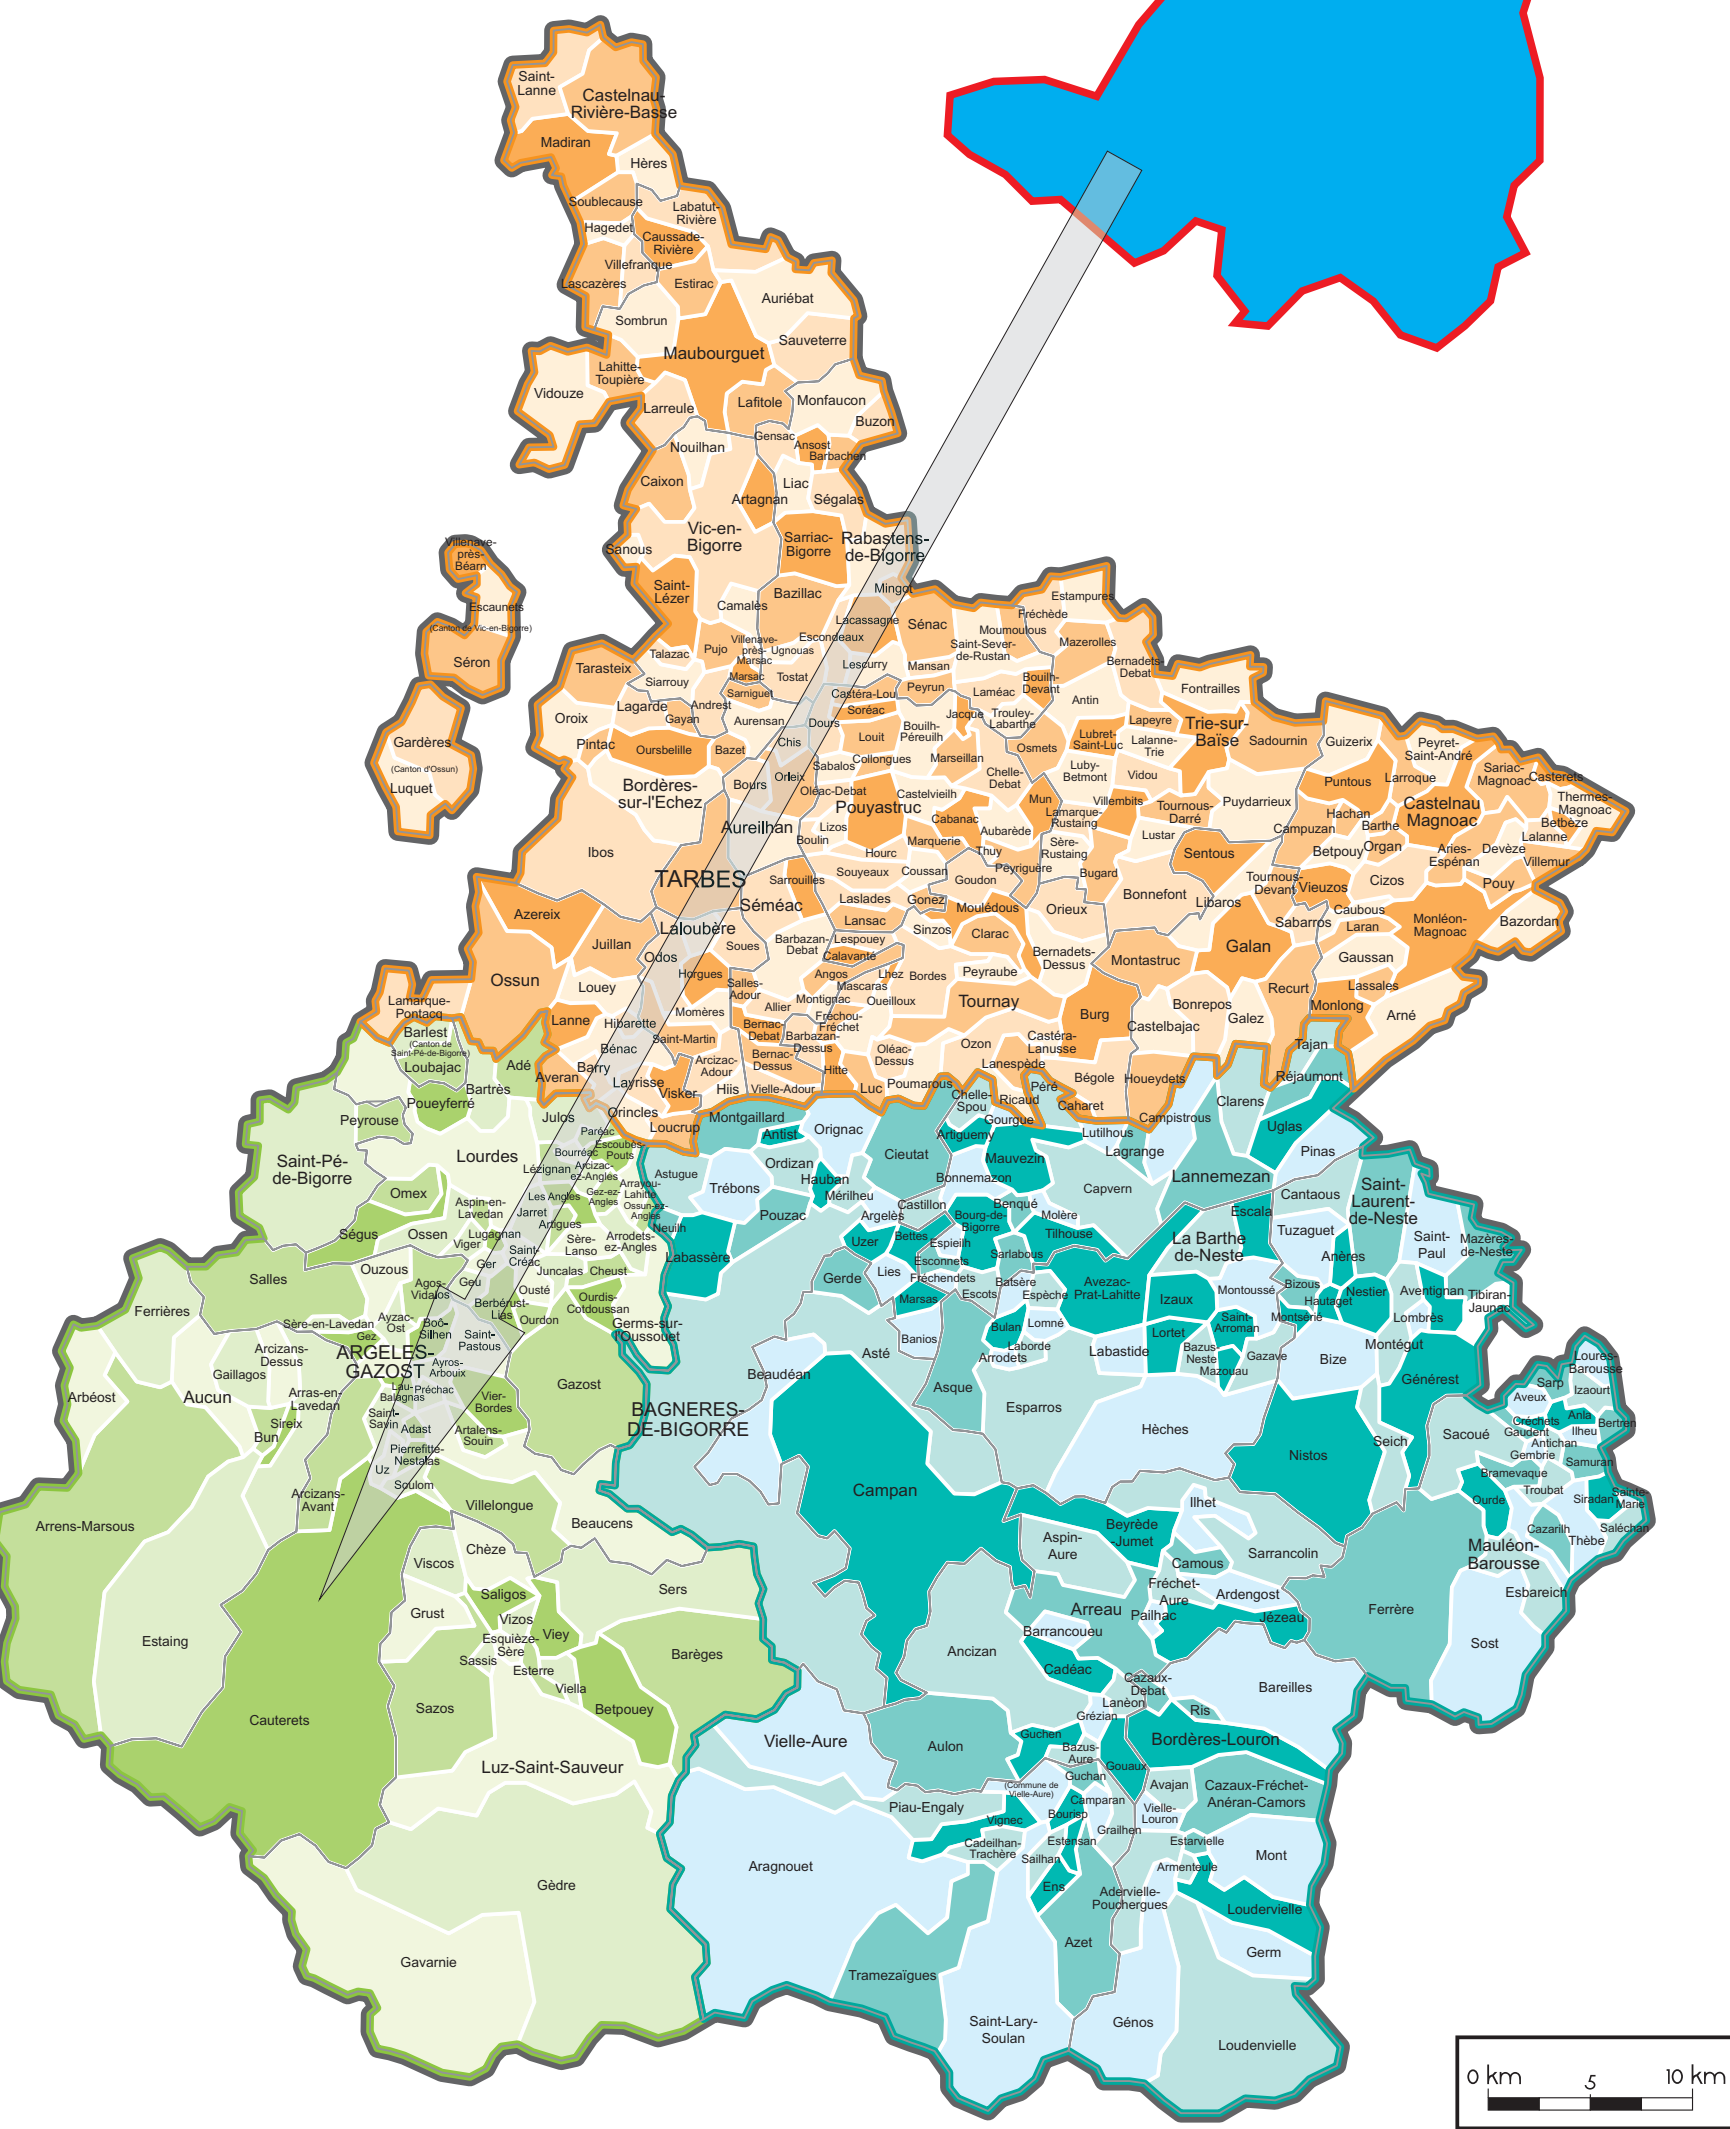 Saint-
Lanne
Castelnau-
Rivière-Basse
Madiran
Hères
Soublecause
Labatut-
Rivière
Hagedet
Caussade-
Rivière
Villefranque
Lascazères
Estirac
Auriébat
Sombrun
Sauveterre
Maubourguet
Lahitte-
Toupière
Vidouze
Larreule
Lafitole
Monfaucon
Buzon
Gensac
Ansost
Barbachen
Nouilhan
Caixon
Liac
Artagnan
Ségalas
Vic-en-
Bigorre
Sarriac-
Bigorre
Rabastens-
de-Bigorre
Sanous
Saint-
Lézer
Camalès
Bazillac
Mingot
Villenave-
près-
Béarn
Escaunets
(Canton de Vic-en-Bigorre)
Séron
Gardères
(Canton d'Ossun)
Luquet
Lacassagne
Sénac
Estampures
Fréchède
Moumoulous
Saint-Sever-
de-Rustan
Mazerolles
Escondeaux
Villenave-
près-
Marsac
Ugnouas
Pujo
Talazac
Tarasteix
Siarrouy
Marsac
Tostat
Lescurry
Mansan
Bernadets-
Debat
Fontrailles
Sarniguet
Castéra-Lou
Peyrun
Laméac
Bouilh-
Devant
Antin
Lagarde
Gayan
Andrest
Aurensan
Dours
Soréac
Jacque
Trouley-
Labarthe
Lapeyre
Trie-sur-
Baïse
Oroix
Pintac
Oursbelille
Bazet
Chis
Louit
Bouilh-
Péreuilh
Osmets
Lubret-
Saint-Luc
Lalanne-
Trie
Sadournin
Guizerix
Peyret-
Saint-André
Sabalos
Collongues
Marseillan
Luby-
Betmont
Vidou
Puntous
Larroque
Sariac-
Magnoac
Casterets
Bordères-
sur-l'Echez
Bours
Orleix
Oléac-Debat
Pouyastruc
Castelvieilh
Chelle-
Debat
Mun
Villembits
Tournous-
Darré
Puydarrieux
Castelnau
Magnoac
Thermes-
Magnoac
Betbèze
Lalanne
Hachan
Barthe
Campuzan
Lamarque-
Rustaing
Cabanac
Aubarède
Lustar
Aureilhan
Lizos
Boulin
Marquerie
Thuy
Sère-
Rustaing
Betpouy
Organ
Aries-
Espénan
Devèze
Villemur
Ibos
Hourc
Sentous
TARBES
Sarrouilles
Souyeaux
Coussan
Goudon
Peyriguère
Bugard
Tournous-
Devant
Vieuzos
Cizos
Pouy
Azereix
Séméac
Laslades
Gonez
Moulédous
Orieux
Bonnefont
Libaros
Caubous
Laran
Monléon-
Magnoac
Bazordan
Laloubère
Lansac
Sinzos
Clarac
Sabarros
Juillan
Odos
Soues
Barbazan-
Debat
Lespouey
Calavanté
Bernadets-
Dessus
Montastruc
Galan
Gaussan
Ossun
Horgues
Salles-
Adour
Angos
Mascaras
Lhez
Bordes
Peyraube
Recurt
Lassales
Louey
Allier
Montignac
Oueilloux
Tournay
Bonrepos
Monlong
Arné
Lamarque-
Pontacq
Momères
Fréchou-
Fréchet
Burg
Castelbajac
Galez
Lanne
Hibarette
Bernac-
Debat
Barbazan-
Dessus
Castéra-
Lanusse
Ozon
Barlest
(Canton de
Saint-Pé-de-Bigorre)
Loubajac
Adé
Bénac
Saint-Martin
Bernac-
Dessus
Oléac-
Dessus
Lanespède
Tajan
Réjaumont
Averan
Barry
Layrisse
Visker
Arcizac-
Adour
Hiis
Vielle-Adour
Hitte
Luc
Poumarous
Bégole
Houeydets
Clarens
Bartrès
Poueyferré
Orincles
Loucrup
Chelle-
Spou
Ricaud
Péré
Caharet
Campistrous
Peyrouse
Julos
Paréac
Montgaillard
Gourgue
Uglas
Antist
Orignac
Artiguemy
Lutilhous
Pinas
Saint-Pé-
de-Bigorre
Lourdes
Bourréac
Escoubès-
Pouts
Cieutat
Mauvezin
Lagrange
Lannemezan
Lézignan
Arcizac-
ez-Angles
Astugue
Ordizan
Bonnemazon
Capvern
Cantaous
Saint-
Laurent-
de-Neste
Omex
Aspin-en-
Lavedan
Les Angles
Gez-ez-
Angles
Arrayou-
Lahitte
Trébons
Hauban
Mérilheu
Castillon
Benqué
Escala
Jarret
Ossun-ez-
Angles
Pouzac
Argelès
Bourg-de-
Bigorre
Molère
Tuzaguet
Ségus
Ossen
Lugagnan
Viger
Artigues
Neuilh
Uzer
Bettes
Espieilh
Tilhouse
La Barthe
de-Neste
Saint-
Paul
Mazères-
de-Neste
Saint-
Créac
Sère-
Lanso
Arrodets-
ez-Angles
Labassère
Esconnets
Sarlabous
Anères
Salles
Ouzous
Ger
Juncalas
Cheust
Gerde
Lies
Fréchendets
Batsère
Avezac-
Prat-Lahitte
Montoussé
Bizous
Nestier
Aventignan
Tibiran-
Jaunac
Agos-
Vidalos
Geu
Ousté
Ourdis-
Cotdoussan
Marsas
Escots
Espèche
Izaux
Hautaget
Montsérié
Lombrès
Ferrières
Sère-en-Lavedan
Gez
Ayzac-
Ost
Boô-
Silhen
Berbérust-
Lias
Ourdon
Germs-sur-
l'Oussouet
Banios
Bulan
Lomné
Saint-
Arroman
Arcizans-
Dessus
Gaillagos
ARGELES-
GAZOST
Saint-
Pastous
Asté
Laborde
Arrodets
Labastide
Lortet
Bazus-
Neste
Mazouau
Gazave
Bize
Montégut
Loures-
Barousse
Arbéost
Aucun
Arras-en-
Lavedan
Ayros-
Arbouix
Lau-
Balagnas
Préchac
Vier-
Bordes
Gazost
Beaudéan
Asque
Esparros
Générest
Sarp
Izaourt
Aveux
Sireix
Bun
Saint-
Savin
Adast
Artalens-
Souin
BAGNERES-
DE-BIGORRE
Hèches
Seich
Sacoué
Créchets
Anla
Bertren
Gaudent
Ilheu
Antichan
Gembrie
Samuran
Pierrefitte-
Nestalas
Uz
Soulom
Nistos
Bramevaque
Troubat
Arcizans-
Avant
Villelongue
Campan
Ilhet
Ourde
Siradan
Sainte-
Marie
Arrens-Marsous
Beaucens
Beyrède
-Jumet
Aspin-
Aure
Cazarilh
Saléchan
Thèbe
Viscos
Chèze
Camous
Sarrancolin
Mauléon-
Barousse
Sers
Saligos
Fréchet-
Aure
Ardengost
Esbareich
Grust
Vizos
Arreau
Pailhac
Jézeau
Ferrère
Estaing
Esquièze-
Sère
Viey
Barèges
Ancizan
Barrancoueu
Sost
Sassis
Esterre
Cadéac
Cazaux-
Debat
Bareilles
Viella
Lanèon
Sazos
Betpouey
Grézian
Ris
Cauterets
Vielle-Aure
Aulon
Guchen
Bazus-
Aure
Bordères-Louron
Luz-Saint-Sauveur
Gouaux
Guchan
Avajan
Cazaux-Fréchet-
Anéran-Camors
(Commune de
Vielle-Aure)
Piau-Engaly
Camparan
Vielle-
Louron
Vignec
Bourisp
Grailhen
Cadeilhan-
Trachère
Estensan
Estarvielle
Mont
Aragnouet
Sailhan
Armenteule
Gèdre
Ens
Adervielle-
Pouchergues
Loudervielle
Azet
Germ
Gavarnie
Tramezaïgues
Saint-Lary-
Soulan
Génos
Loudenvielle
0 km 5 10 km